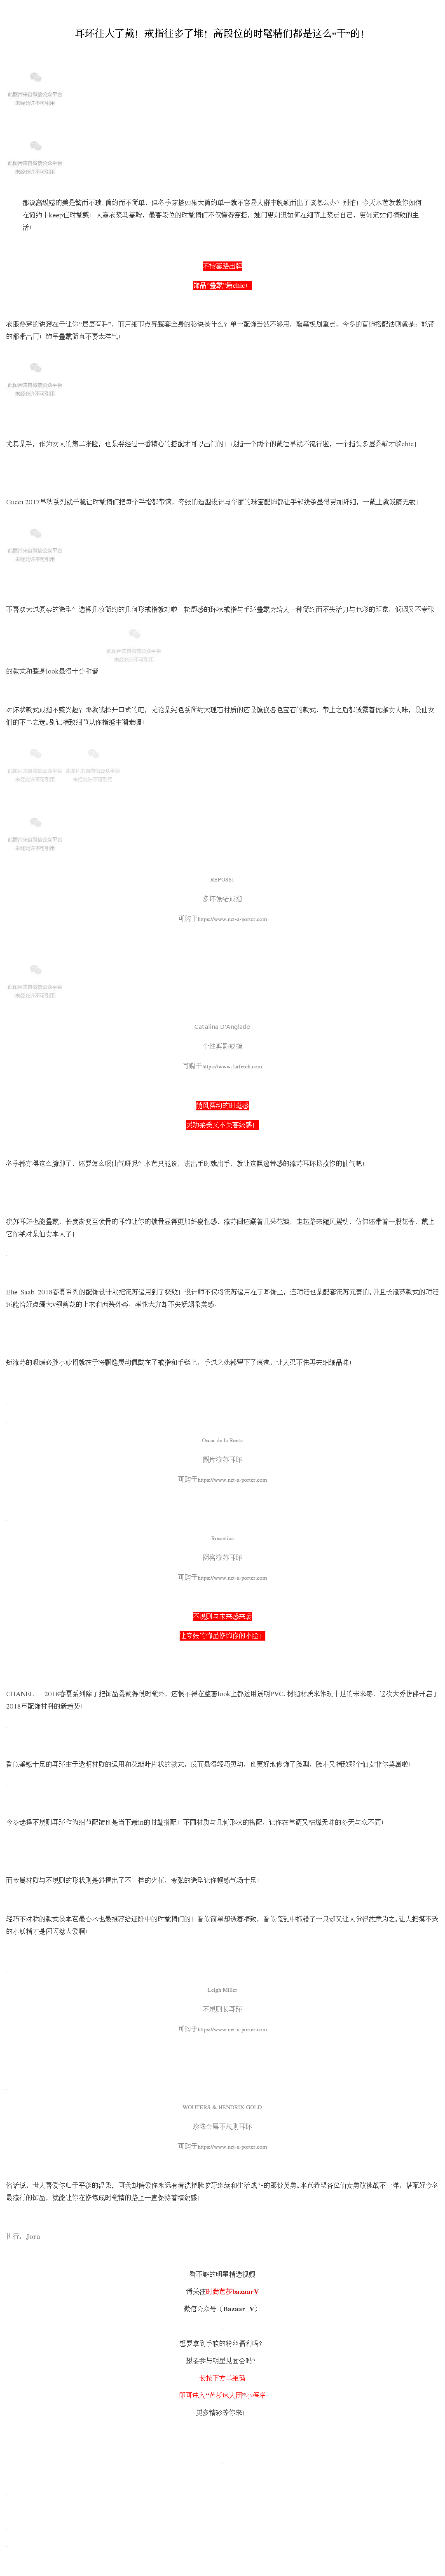 耳环往大了戴！戒指往多了堆！高段位的时髦精们都是这么“干”的！
此图片来自微信公众平台
未经允许不可引用
此图片来自微信公众平台
未经允许不可引用
都说高级感的美是繁而不琐、简约而不简单，但冬季穿搭如果太简约单一就不容易人群中脱颖而出了该怎么办？别怕！今天本芭就教你如何
在简约中keep住时髦感！人靠衣装马靠鞍，最高段位的时髦精们不仅懂得穿搭，她们更知道如何在细节上装点自己，更知道如何精致的生
活！
不按套路出牌
饰品“叠戴”最chic！
衣服叠穿的诀窍在于让你“层层有料”，而用细节点亮整套全身的秘诀是什么？单一配饰当然不够用，敲黑板划重点，今冬的首饰搭配法则就是：能带
的都带出门！饰品叠戴简直不要太洋气！
此图片来自微信公众平台
未经允许不可引用
尤其是手，作为女人的第二张脸，也是要经过一番精心的搭配才可以出门的！戒指一个两个的戴法早就不流行啦，一个指头多层叠戴才够chic！
Gucci 2017早秋系列就干脆让时髦精们把每个手指都带满，夸张的造型设计与华丽的珠宝配饰都让手部线条显得更加纤细，一戴上就吸睛无数！
此图片来自微信公众平台
未经允许不可引用
不喜欢太过复杂的造型？选择几枚简约的几何形戒指就对啦！轮廓感的环状戒指与手环叠戴会给人一种简约而不失活力与色彩的印象，低调又不夸张
此图片来自微信公众平台
未经允许不可引用
的款式和整身look显得十分和谐！
对环状款式戒指不感兴趣？那就选择开口式的吧，无论是纯色系简约大理石材质的还是镶嵌各色宝石的款式，带上之后都透露着优雅女人味，是仙女
们的不二之选。别让精致细节从你指缝中溜走喔！
此图片来自微信公众平台 此图片来自微信公众平台
未经允许不可引用 未经允许不可引用
此图片来自微信公众平台
未经允许不可引用
REPOSSI
多环镶钻戒指
可购于https://www.net-a-porter.com
此图片来自微信公众平台
未经允许不可引用
Catalina D'Anglade
个性剪影戒指
可购于https://www.farfetch.com
随风摆动的时髦感
灵动柔美又不失高级感！
冬季都穿得这么臃肿了，还要怎么吸仙气呀呢？本芭只能说，该出手时就出手，就让这飘逸带感的流苏耳环拯救你的仙气吧！
流苏耳环也能叠戴，长度渐变至锁骨的耳饰让你的锁骨显得更加纤瘦性感，流苏间还藏着几朵花瓣，走起路来随风摆动，仿佛还带着一股花香，戴上
它你绝对是仙女本人了！
Elie Saab 2018春夏系列的配饰设计就把流苏运用到了极致！设计师不仅将流苏运用在了耳饰上，连项链也是配套流苏元素的。并且长流苏款式的项链
还能恰好点缀大V领剪裁的上衣和西装外套，率性大方却不失妩媚柔美感。
短流苏的吸睛必胜小妙招就在于将飘逸灵动佩戴在了戒指和手链上，手过之处都留下了痕迹，让人忍不住再去细细品味！
Oscar de la Renta
圆片流苏耳环
可购于https://www.net-a-porter.com
Rosantica
网格流苏耳环
可购于https://www.net-a-porter.com
不规则与未来感来袭
让夸张的饰品修饰你的小脸！
CHANEL 2018春夏系列除了把饰品叠戴得很时髦外，还恨不得在整套look上都运用透明PVC、树脂材质来体现十足的未来感，这次大秀仿佛开启了
2018年配饰材料的新趋势！
看似垂感十足的耳环由于透明材质的运用和花瓣叶片状的款式，反而显得轻巧灵动，也更好地修饰了脸型，脸小又精致那个仙女非你莫属啦！
今冬选择不规则耳环作为细节配饰也是当下最in的时髦搭配！不同材质与几何形状的搭配，让你在单调又枯燥无味的冬天与众不同！
而金属材质与不规则的形状则是碰撞出了不一样的火花，夸张的造型让你顿感气场十足！
轻巧不对称的款式是本芭最心水也最推荐给进阶中的时髦精们的！看似简单却透着精致，看似慌乱中抓错了一只却又让人觉得故意为之。让人捉摸不透
的小妖精才是闪闪惹人爱啊！
Leigh Miller
不规则长耳环
可购于https://www.net-a-porter.com
WOUTERS & HENDRIX GOLD
珍珠金属不规则耳环
可购于https://www.net-a-porter.com
俗话说，世人喜爱你归于平淡的温柔，可我却偏爱你永远有着洗把脸咬牙继续和生活战斗的那份英勇。本芭希望各位仙女勇敢挑战不一样，搭配好今冬
最流行的饰品，就能让你在修炼成时髦精的路上一直保持着精致感！
执行、Jora
看不够的明星精选视频
请关注时尚芭莎bazaarV
微信公众号（Bazaar_V）
想要拿到手软的粉丝福利吗？
想要参与明星见面会吗？
长按下方二维码
即可进入“芭莎达人团”小程序
更多精彩等你来！